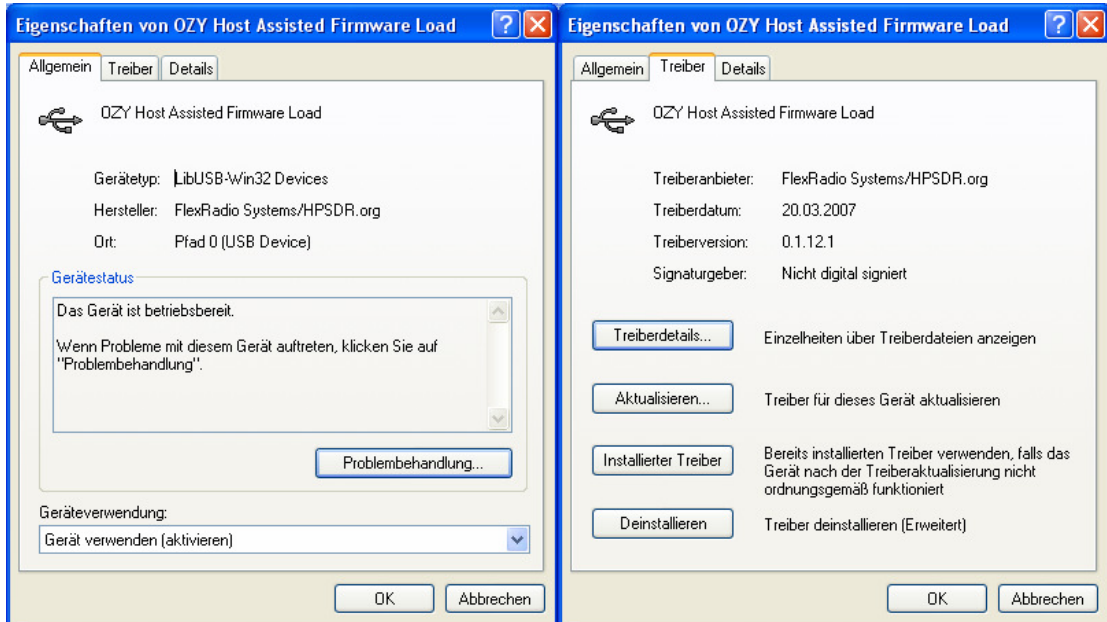 Eigenschaften von OZY Host Assisted Firmware Load
Allgemein Treiber Details
OZY Host Assisted Firmware Load
Gerätetyp: LibUSB-Win32 Devices
Hersteller: FlexRadio Systems/HPSDR.org
Ort: Pfad 0 (USB Device)
Gerätestatus
Das Gerät ist betriebsbereit.
Wenn Probleme mit diesem Gerät auftreten, klicken Sie auf
"Problembehandlung".
Problembehandlung...
Geräteverwendung:
Gerät verwenden (aktivieren)
OK Abbrechen
Eigenschaften von OZY Host Assisted Firmware Load
Allgemein Treiber Details
OZY Host Assisted Firmware Load
Treiberanbieter: FlexRadio Systems/HPSDR.org
Treiberdatum: 20.03.2007
Treiberversion: 0.1.12.1
Signaturgeber: Nicht digital signiert
Treiberdetails... Einzelheiten über Treiberdateien anzeigen
Aktualisieren... Treiber für dieses Gerät aktualisieren
Installierter Treiber Bereits installierten Treiber verwenden, falls das
Gerät nach der Treiberaktualisierung nicht
ordnungsgemäß funktioniert
Deinstallieren Treiber deinstallieren (Erweitert)
OK Abbrechen